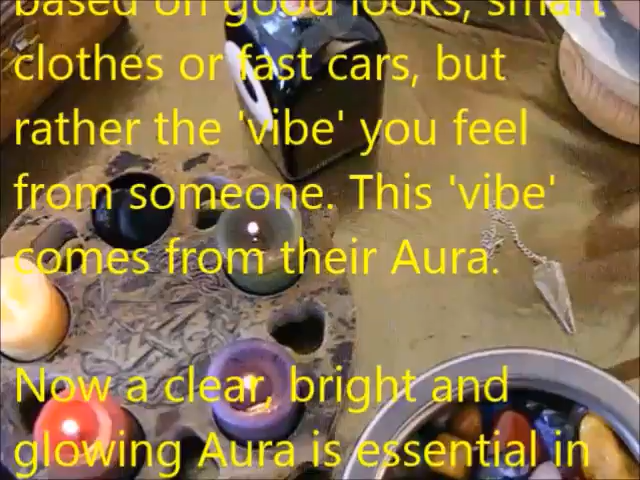 based on good looks, smart
clothes or fast cars, but
rather the 'vibe' you feel
from someone. This 'vibe'
comes from their Aura.
Now a clear, bright and
glowing Aura is essential in